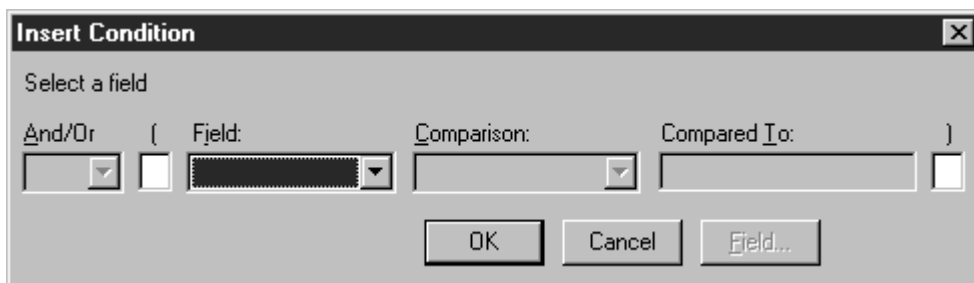 Insert Condition
Select a field
And/Or ( Field: Comparison: Compared To: )
OK Cancel Field...